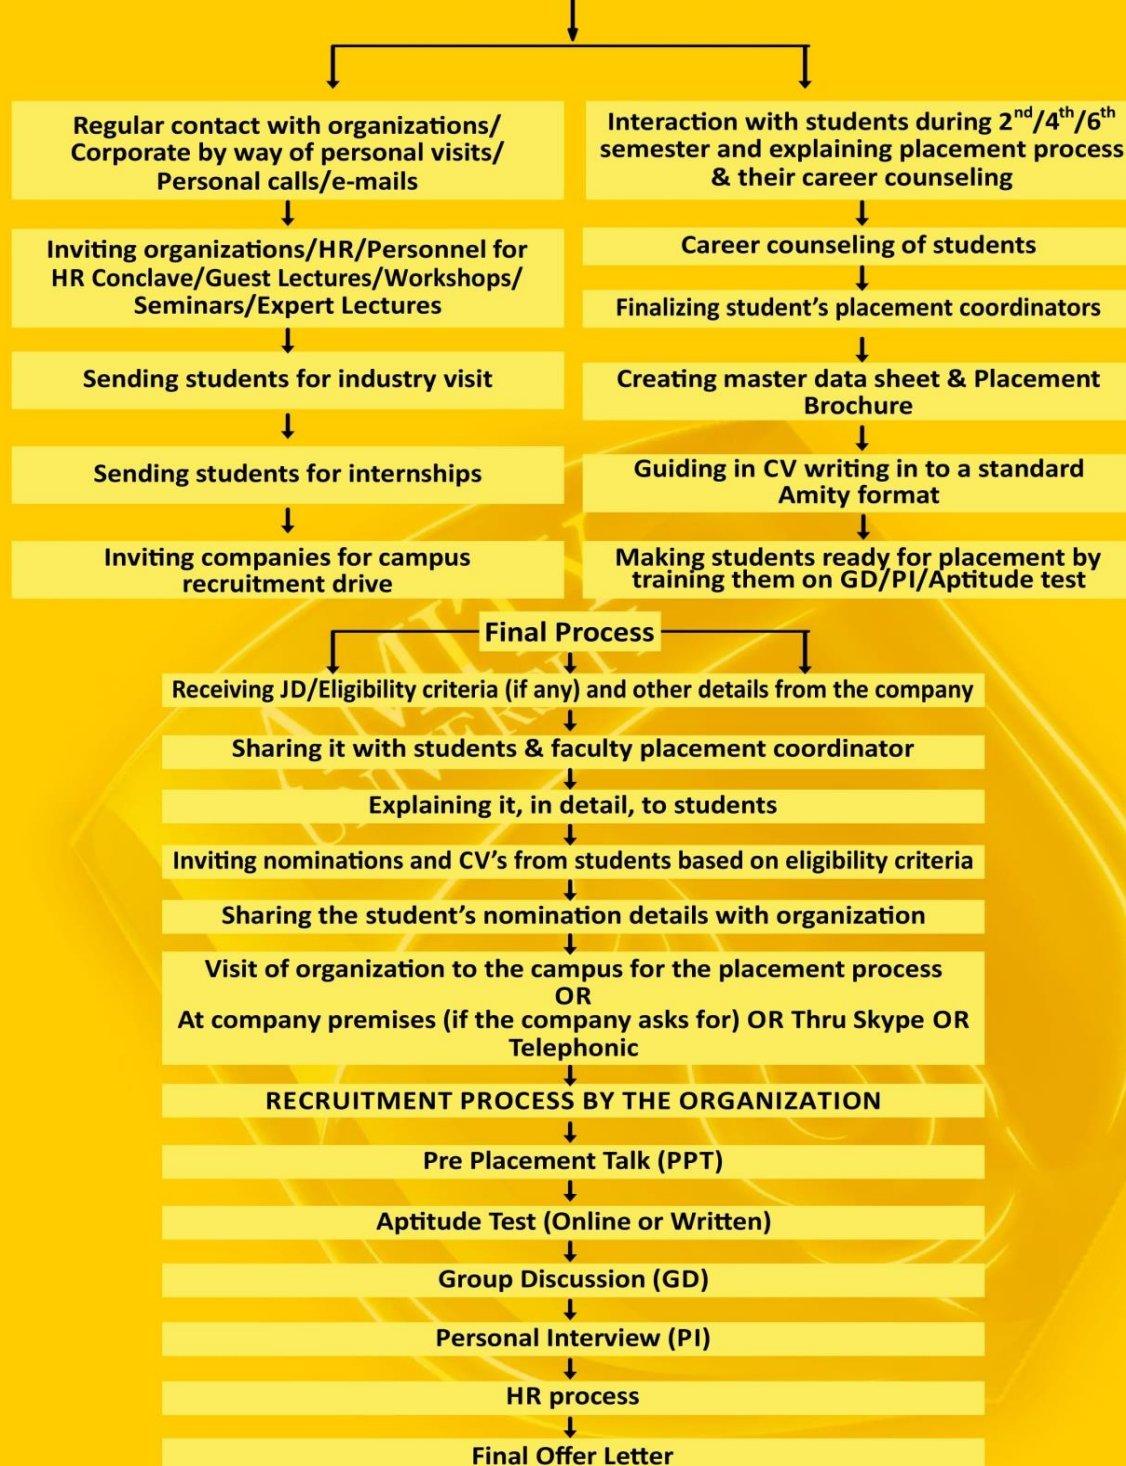 Regular contact with organizations/
Corporate by way of personal visits/
Personal calls/e-mails
Inviting organizations/HR/Personnel for
HR Conclave/Guest Lectures/Workshops/
Seminars/Expert Lectures
Sending students for industry visit
Sending students for internships
Inviting companies for campus
recruitment drive
Interaction with students during 2nd/4th/6th
semester and explaining placement process
& their career counseling
Career counseling of students
Finalizing student’s placement coordinators
Creating master data sheet & Placement
Brochure
Guiding in CV writing in to a standard
Amity format
Making students ready for placement by
training them on GD/PI/Aptitude test
Final Process
Receiving JD/Eligibility criteria (if any) and other details from the company
Sharing it with students & faculty placement coordinator
Explaining it, in detail, to students
Inviting nominations and CV’s from students based on eligibility criteria
Sharing the student’s nomination details with organization
Visit of organization to the campus for the placement process
OR
At company premises (if the company asks for) OR Thru Skype OR
Telephonic
RECRUITMENT PROCESS BY THE ORGANIZATION
Pre Placement Talk (PPT)
Aptitude Test (Online or Written)
Group Discussion (GD)
Personal Interview (PI)
HR process
Final Offer Letter
AMITY
UNIVERSITY